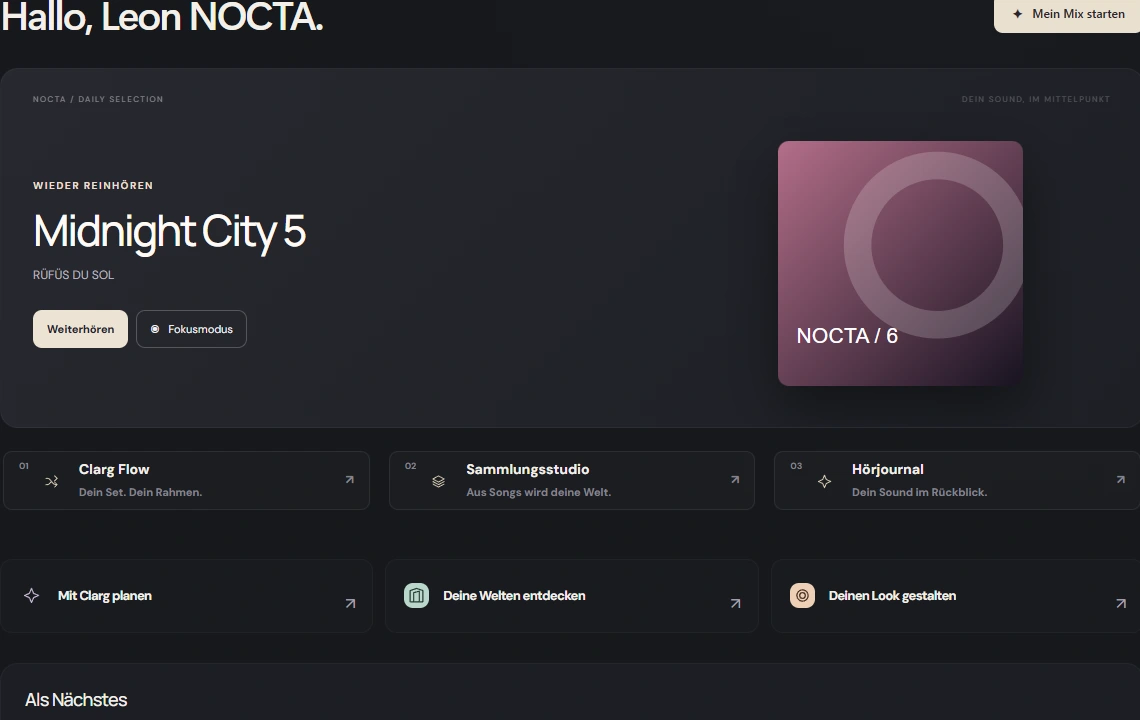 Hallo, Leon NOCTA.
✦ Mein Mix starten
NOCTA / DAILY SELECTION
DEIN SOUND, IM MITTELPUNKT
WIEDER REINHÖREN
Midnight City 5
RÜFÜS DU SOL
Weiterhören
Fokusmodus
NOCTA / 6
01
Clarg Flow
Dein Set. Dein Rahmen.
02
Sammlungsstudio
Aus Songs wird deine Welt.
03
Hörjournal
Dein Sound im Rückblick.
Mit Clarg planen
Deine Welten entdecken
Deinen Look gestalten
Als Nächstes